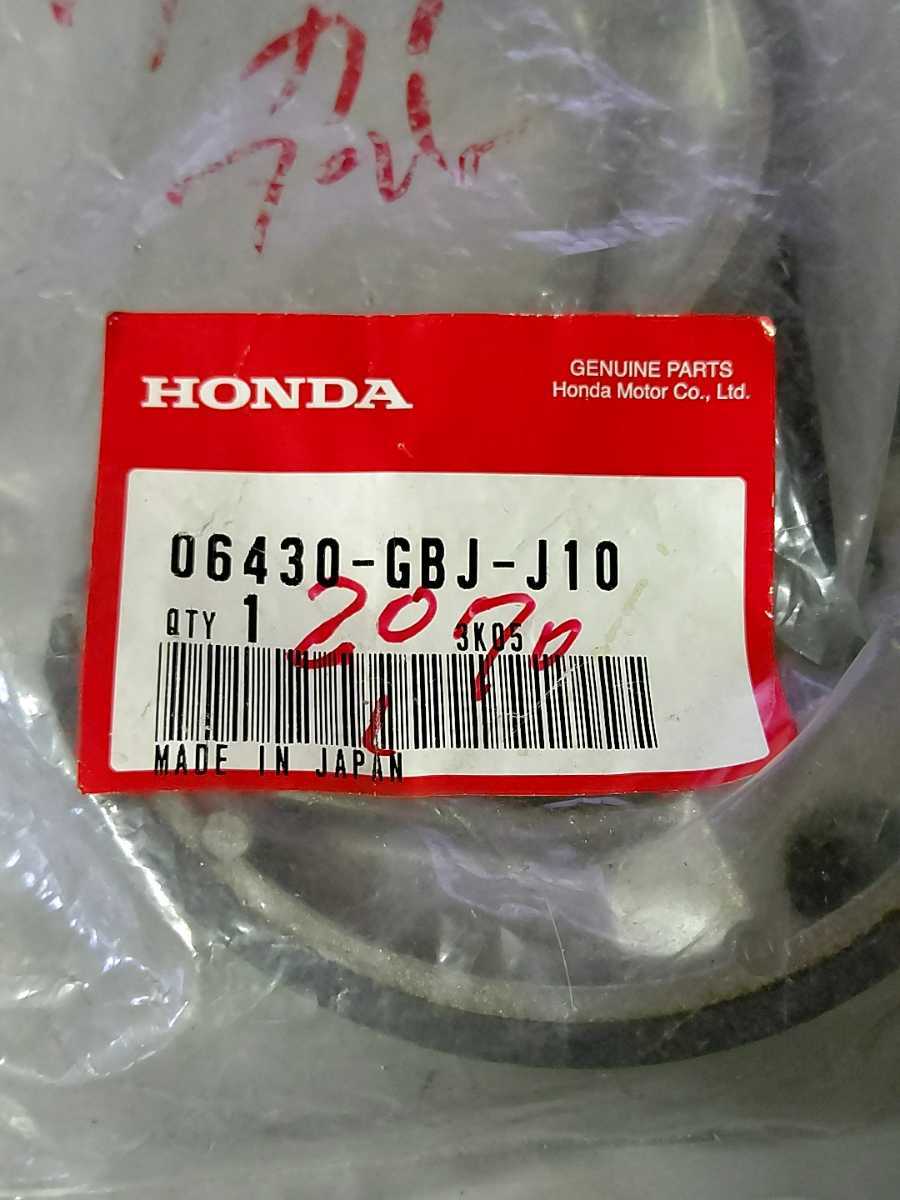 HONDA
GENUINE PARTS
Honda Motor Co., Ltd.
06430-GBJ-J10
QTY 1
3K05
2070
MADE IN JAPAN